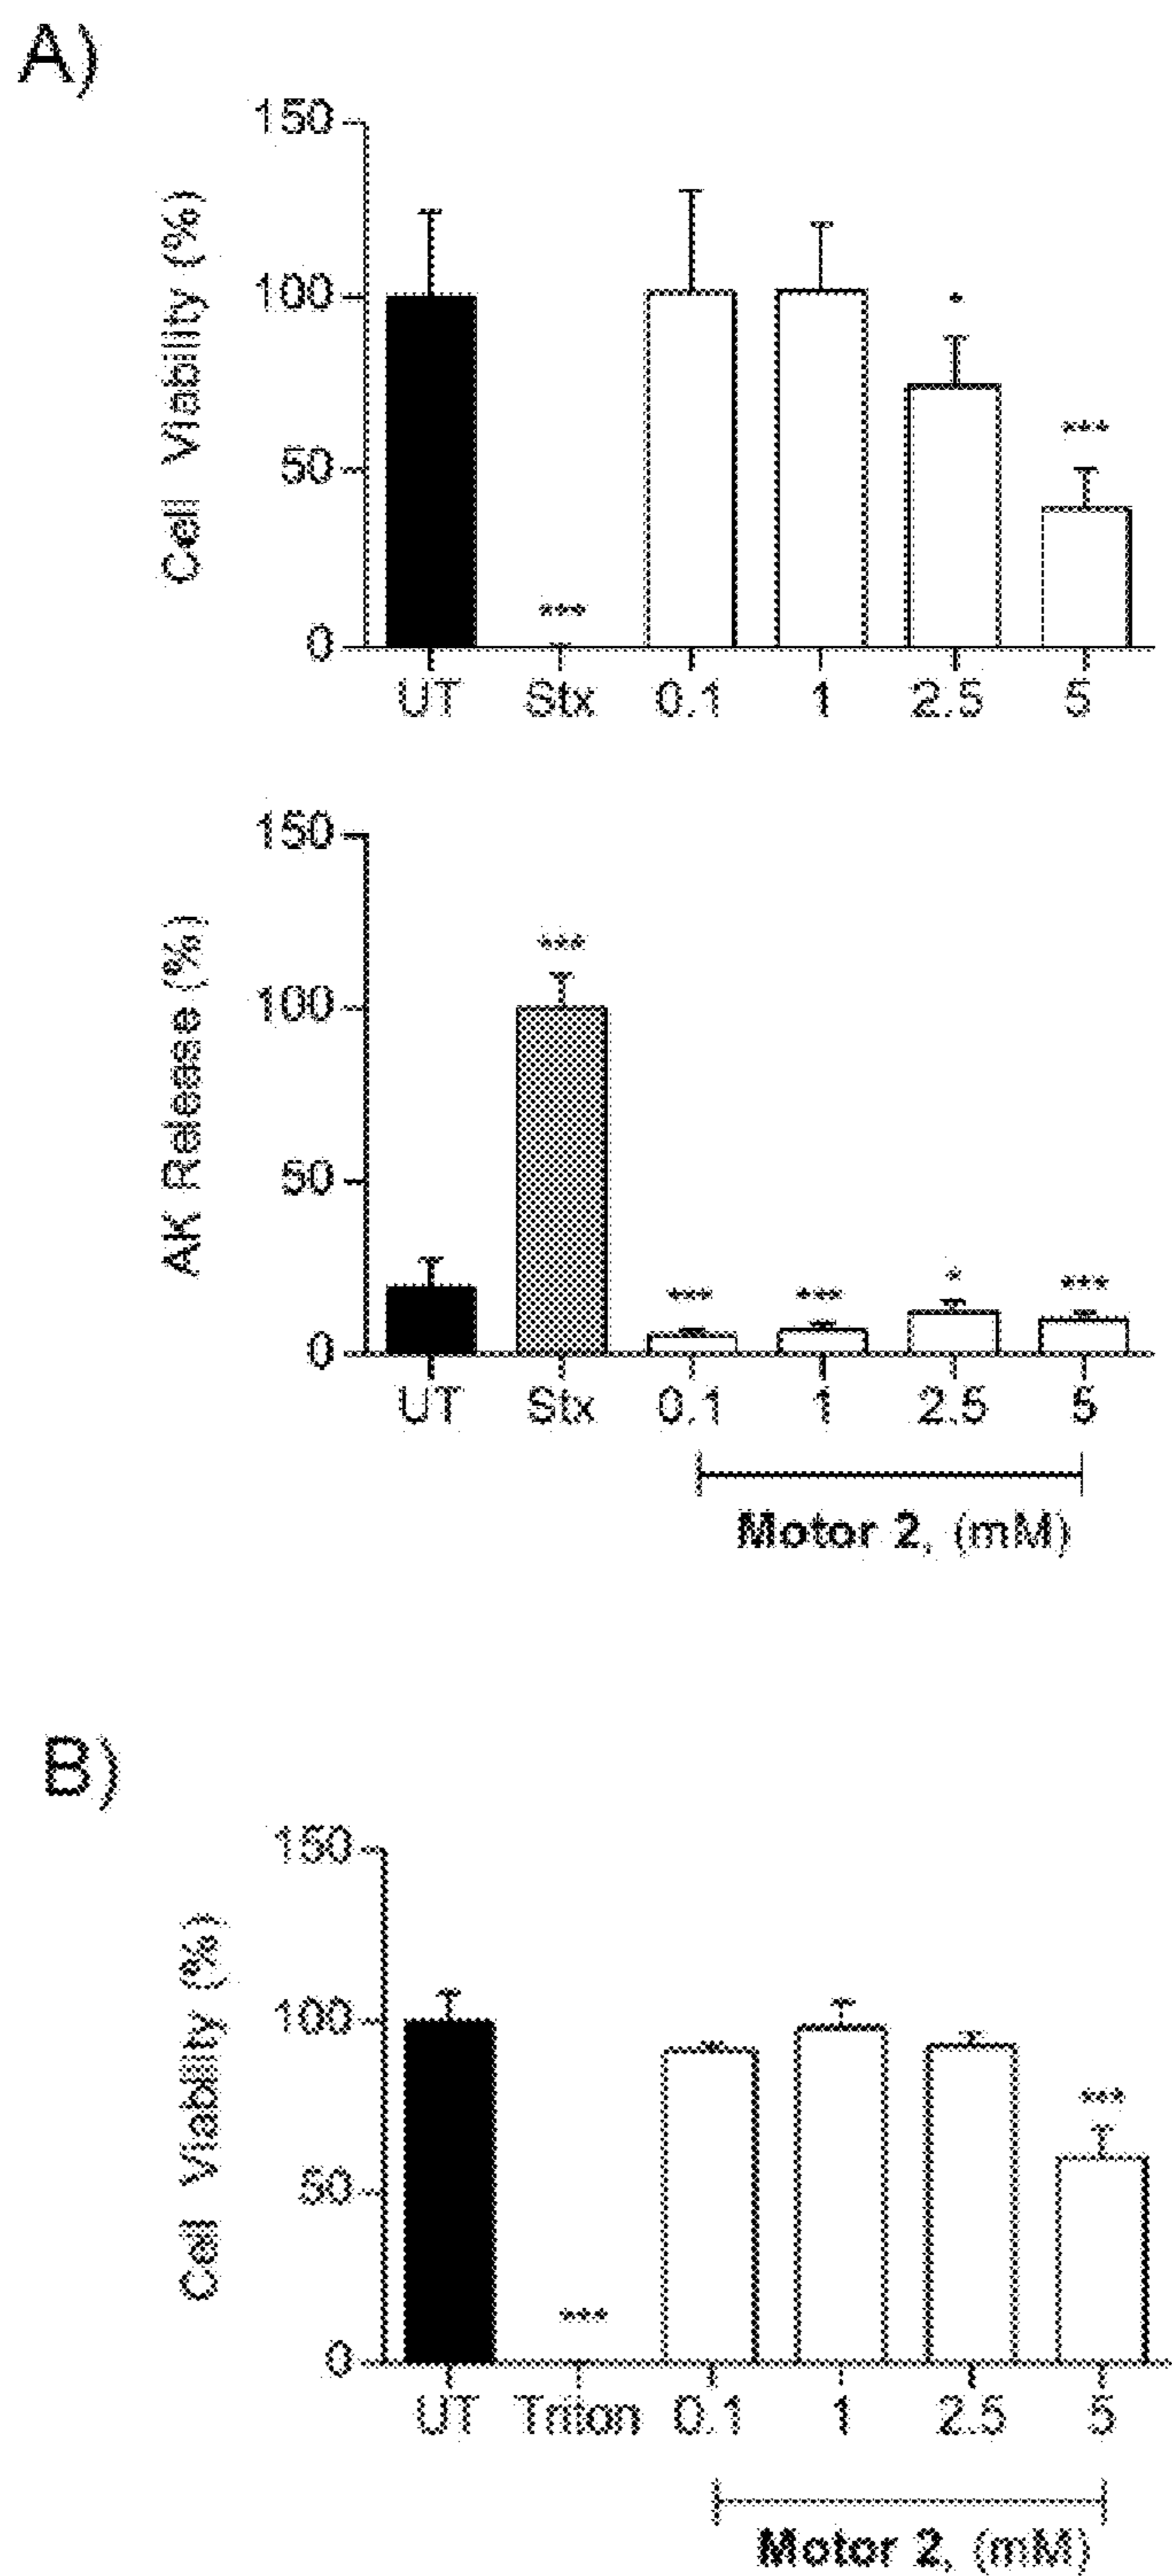 A)
Cell Viability (%)
150
100
50
0
*
***
***
UT Stx 0.1 1 2.5 5
AK Release (%)
150
100
50
0
***
***
***
*
***
UT Stx 0.1 1 2.5 5
Motor 2, (mM)
B)
Cell Viability (%)
150
100
50
0
***
***
UT Triton 0.1 1 2.5 5
Motor 2, (mM)